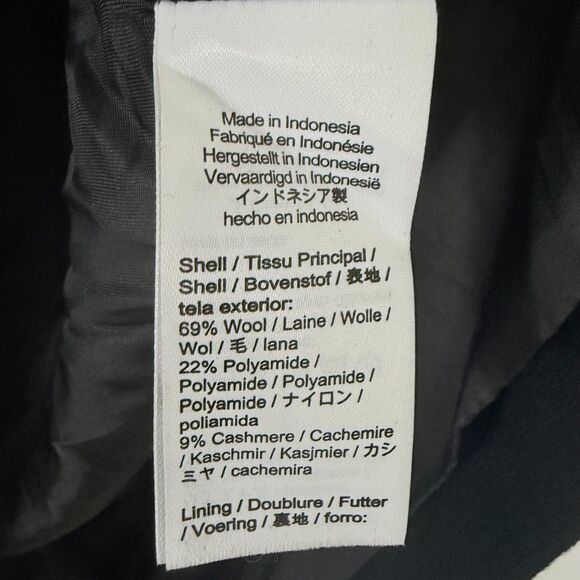 Made in Indonesia
Fabriqué en Indonésie
Hergestellt in Indonesien
Vervaardigd in Indonesië
インドネシア製
hecho en indonesia
Shell / Tissu Principal /
Shell / Bovenstof / 表地 /
tela exterior:
69% Wool / Laine / Wolle /
Wol / 毛 / lana
22% Polyamide /
Polyamide / Polyamide /
Polyamide / ナイロン /
poliamida
9% Cashmere / Cachemire
/ Kaschmir / Kasjmier / カシ
ミヤ / cachemira
Lining / Doublure / Futter
/ Voering / 裏地 / forro: